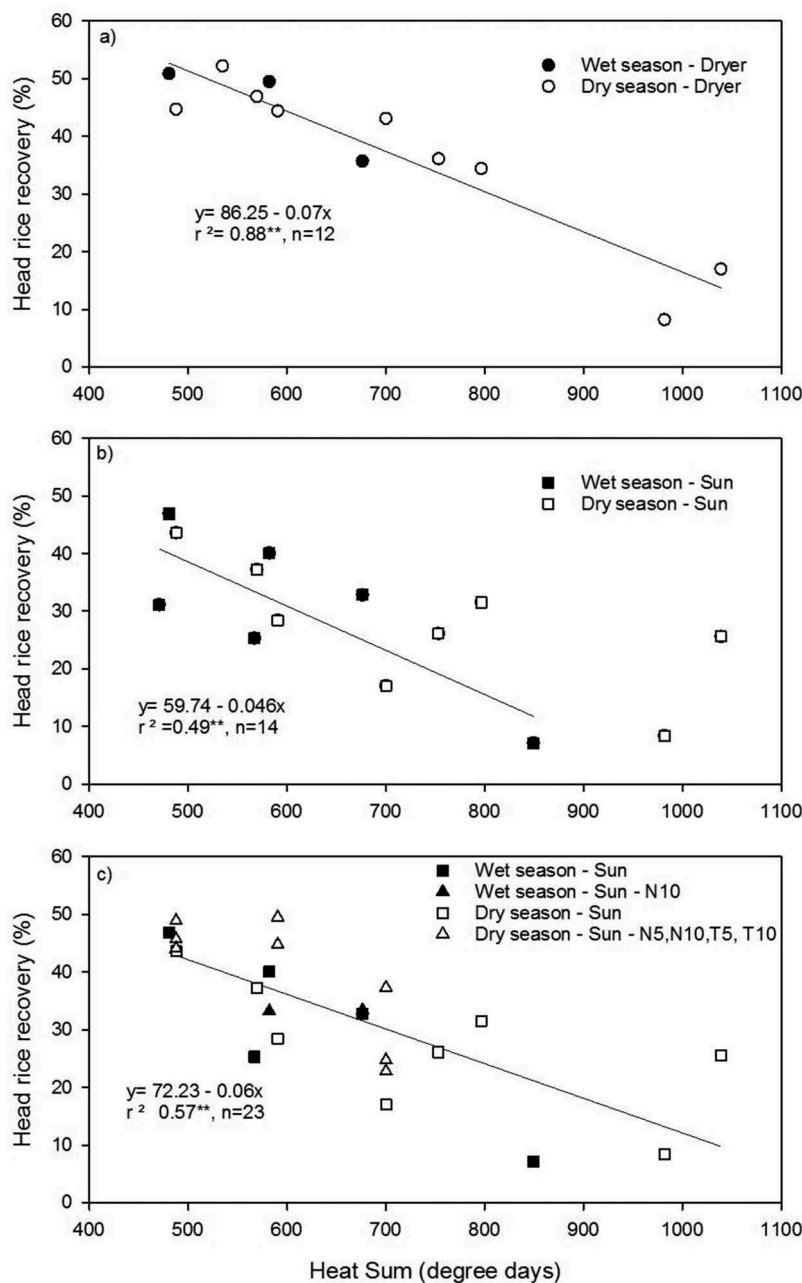 a)
Wet season - Dryer
Dry season - Dryer
y= 86.25 - 0.07x
r ²= 0.88**, n=12
Head rice recovery (%)
60
50
40
30
20
10
0
400 500 600 700 800 900 1000 1100
b)
Wet season - Sun
Dry season - Sun
y= 59.74 - 0.046x
r ² =0.49**, n=14
Head rice recovery (%)
60
50
40
30
20
10
0
400 500 600 700 800 900 1000 1100
c)
Wet season - Sun
Wet season - Sun - N10
Dry season - Sun
Dry season - Sun - N5,N10,T5, T10
y= 72.23 - 0.06x
r ² 0.57**, n=23
Head rice recovery (%)
60
50
40
30
20
10
0
400 500 600 700 800 900 1000 1100
Heat Sum (degree days)